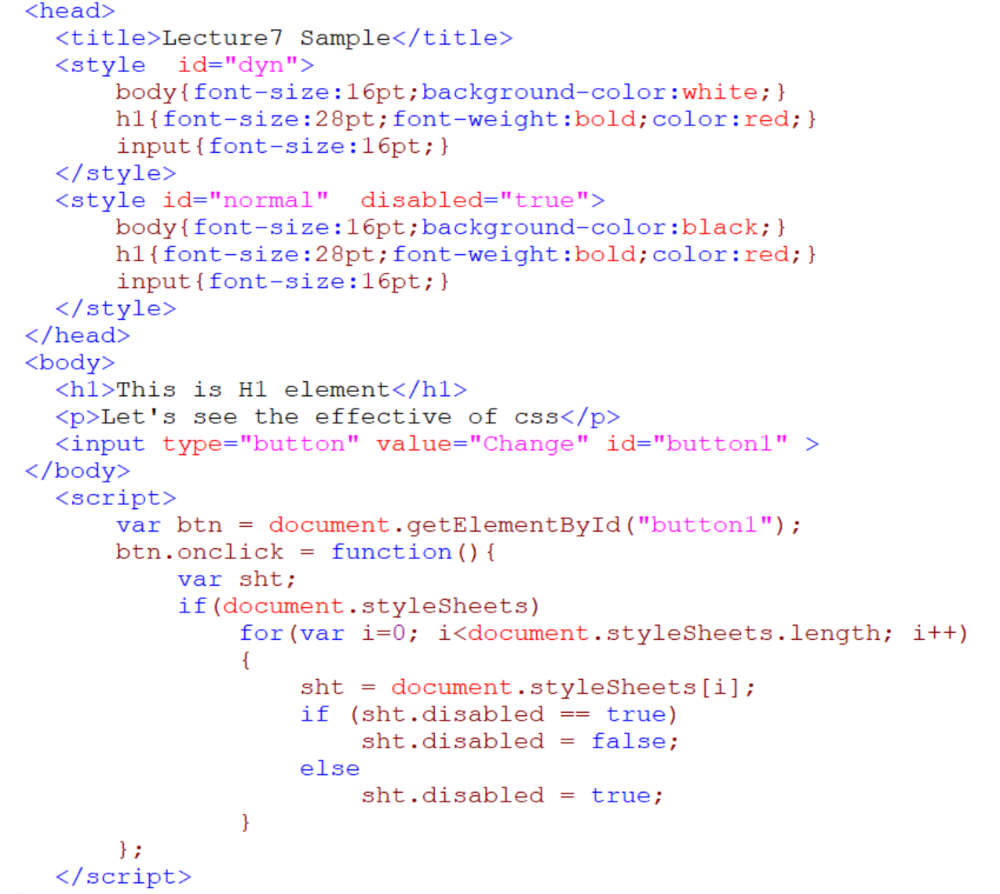 <head>
<title>Lecture7 Sample</title>
<style  id="dyn">
body{font-size:16pt;background-color:white;}
h1{font-size:28pt;font-weight:bold;color:red;}
input{font-size:16pt;}
</style>
<style id="normal"  disabled="true">
body{font-size:16pt;background-color:black;}
h1{font-size:28pt;font-weight:bold;color:red;}
input{font-size:16pt;}
</style>
</head>
<body>
<h1>This is H1 element</h1>
<p>Let's see the effective of css</p>
<input type="button" value="Change" id="button1" >
</body>
<script>
var btn = document.getElementById("button1");
btn.onclick = function(){
var sht;
if(document.styleSheets)
for(var i=0; i<document.styleSheets.length; i++)
{
sht = document.styleSheets[i];
if (sht.disabled == true)
sht.disabled = false;
else
sht.disabled = true;
}
};
</script>